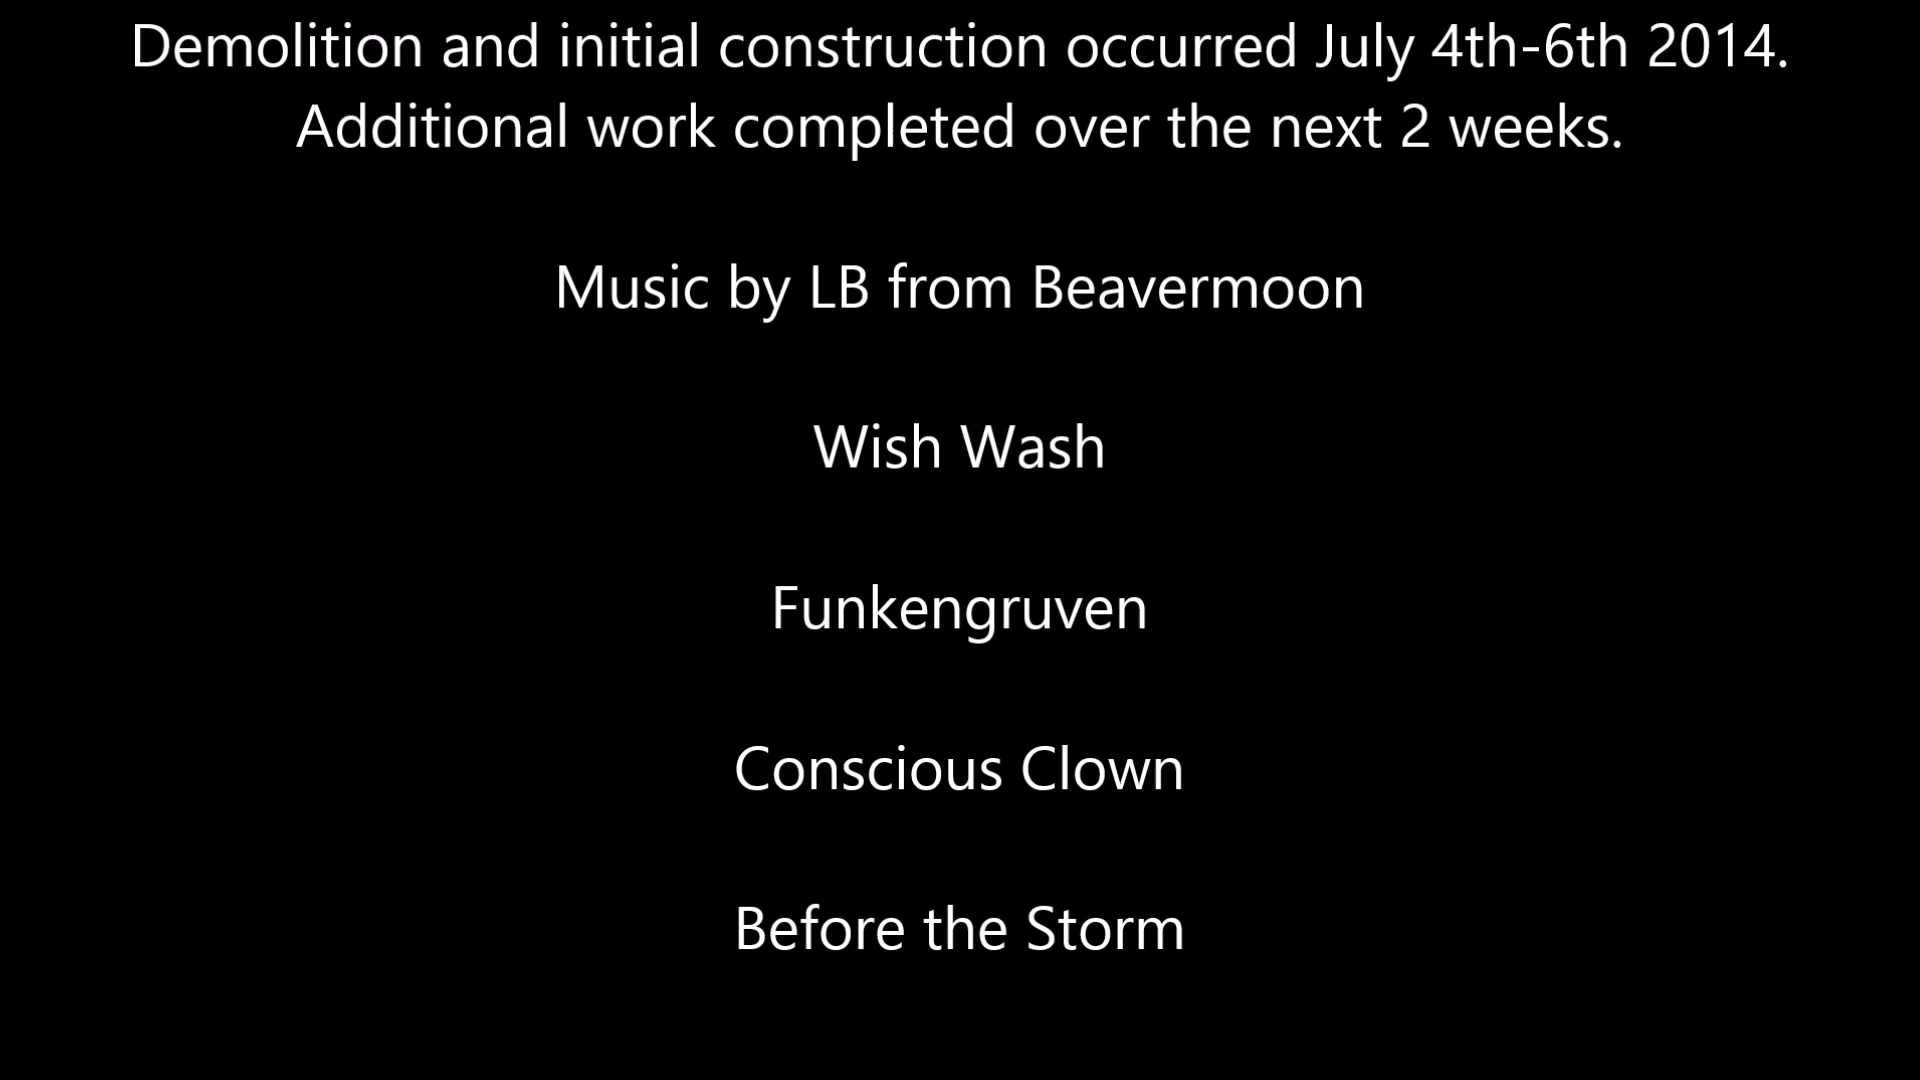 Demolition and initial construction occurred July 4th-6th 2014.
Additional work completed over the next 2 weeks.
Music by LB from Beavermoon
Wish Wash
Funkengruven
Conscious Clown
Before the Storm